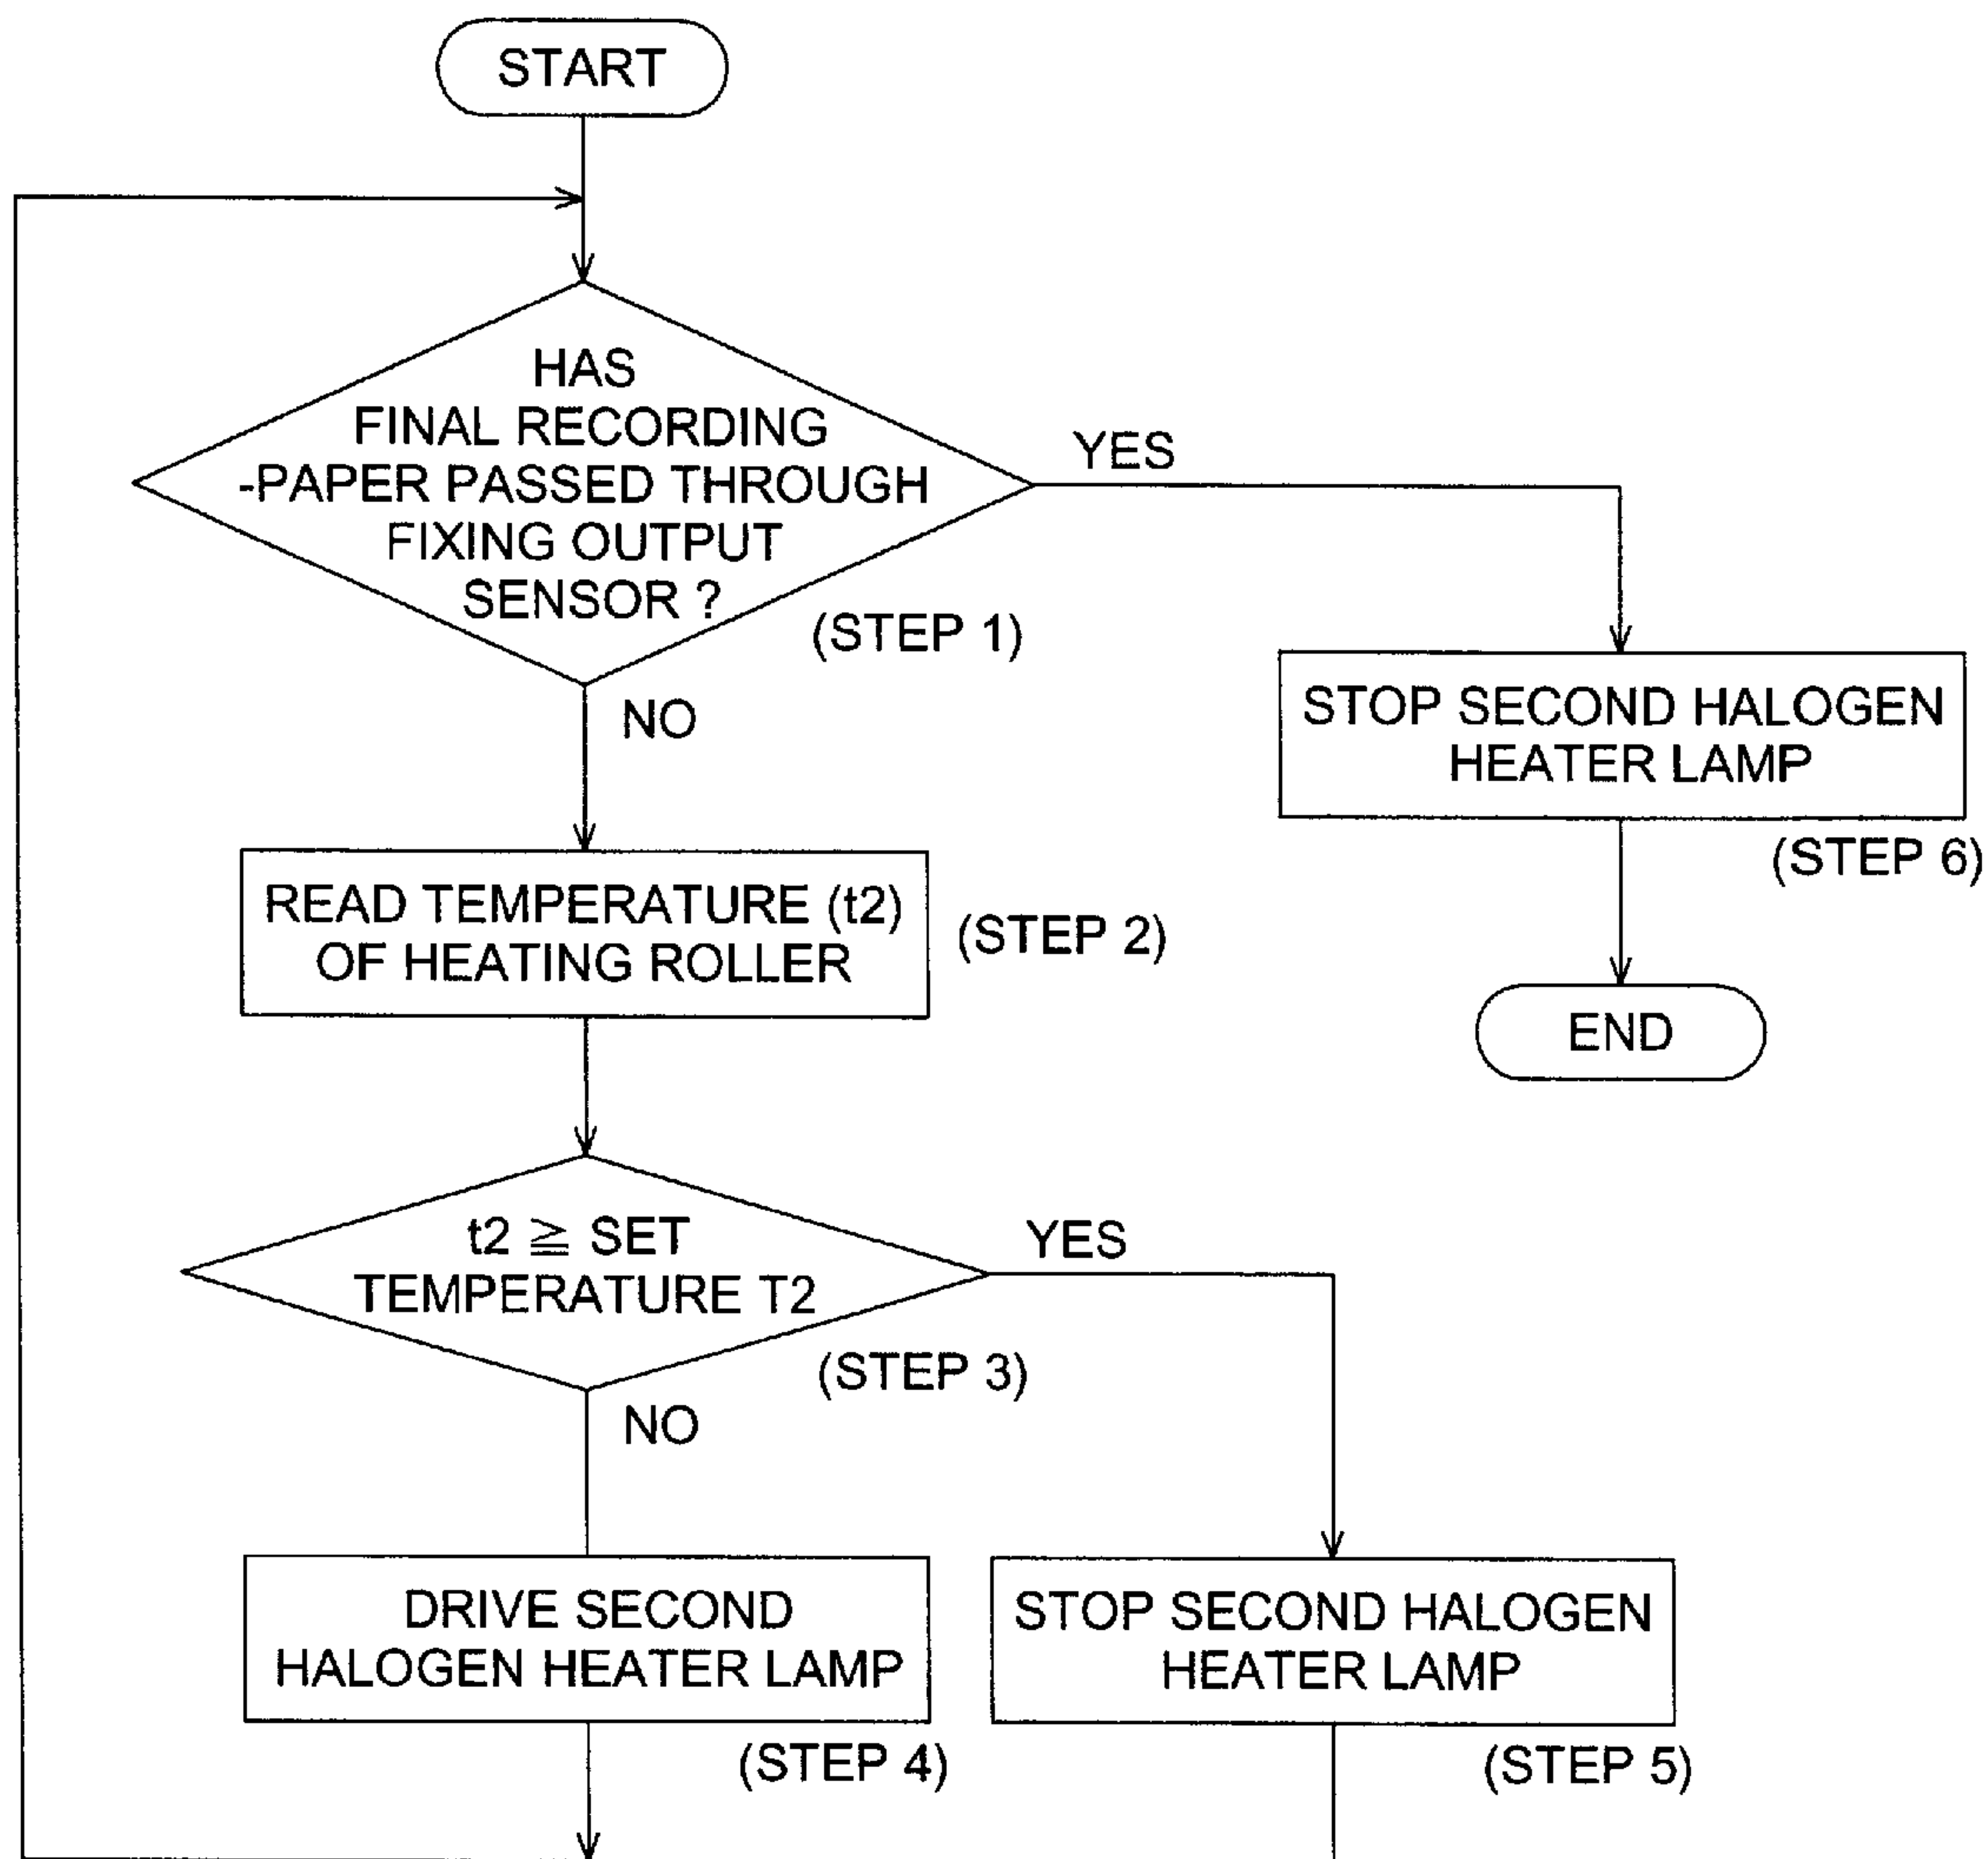 START
HAS
FINAL RECORDING
-PAPER PASSED THROUGH
FIXING OUTPUT
SENSOR ?
(STEP 1)
YES
NO
STOP SECOND HALOGEN
HEATER LAMP
(STEP 6)
END
READ TEMPERATURE (t2)
OF HEATING ROLLER
(STEP 2)
t2 ≧ SET
TEMPERATURE T2
(STEP 3)
YES
NO
DRIVE SECOND
HALOGEN HEATER LAMP
(STEP 4)
STOP SECOND HALOGEN
HEATER LAMP
(STEP 5)